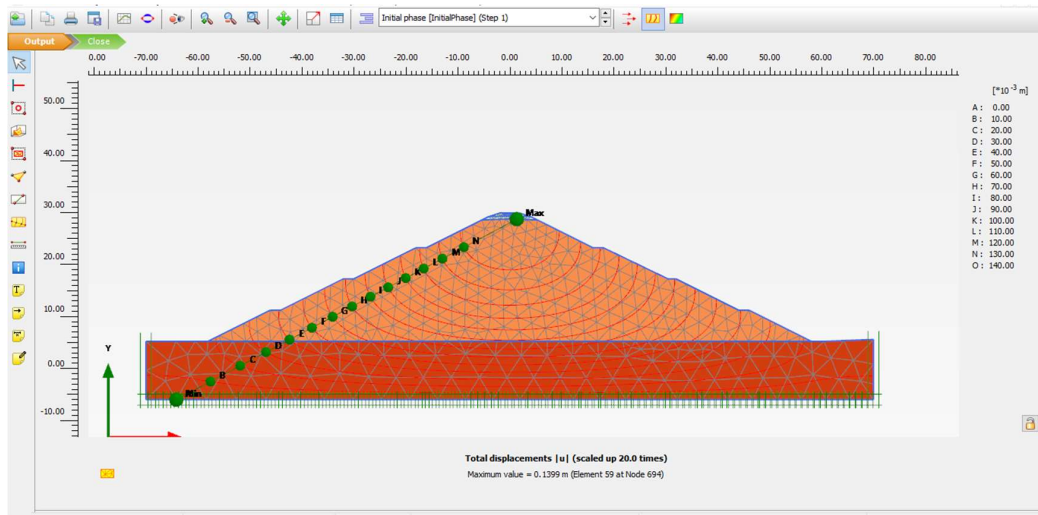 Initial phase [InitialPhase] (Step 1)
Output
Close
0.00 -70.00 -60.00 -50.00 -40.00 -30.00 -20.00 -10.00 0.00 10.00 20.00 30.00 40.00 50.00 60.00 70.00 80.00
50.00
40.00
30.00
20.00
10.00
0.00
-10.00
Y
Max
N
M
L
K
J
I
H
G
F
E
D
C
B
Min
[*10 -3 m]
A : 0.00
B : 10.00
C : 20.00
D : 30.00
E : 40.00
F : 50.00
G : 60.00
H : 70.00
I : 80.00
J : 90.00
K : 100.00
L : 110.00
M : 120.00
N : 130.00
O : 140.00
Total displacements |u| (scaled up 20.0 times)
Maximum value = 0.1399 m (Element 59 at Node 694)